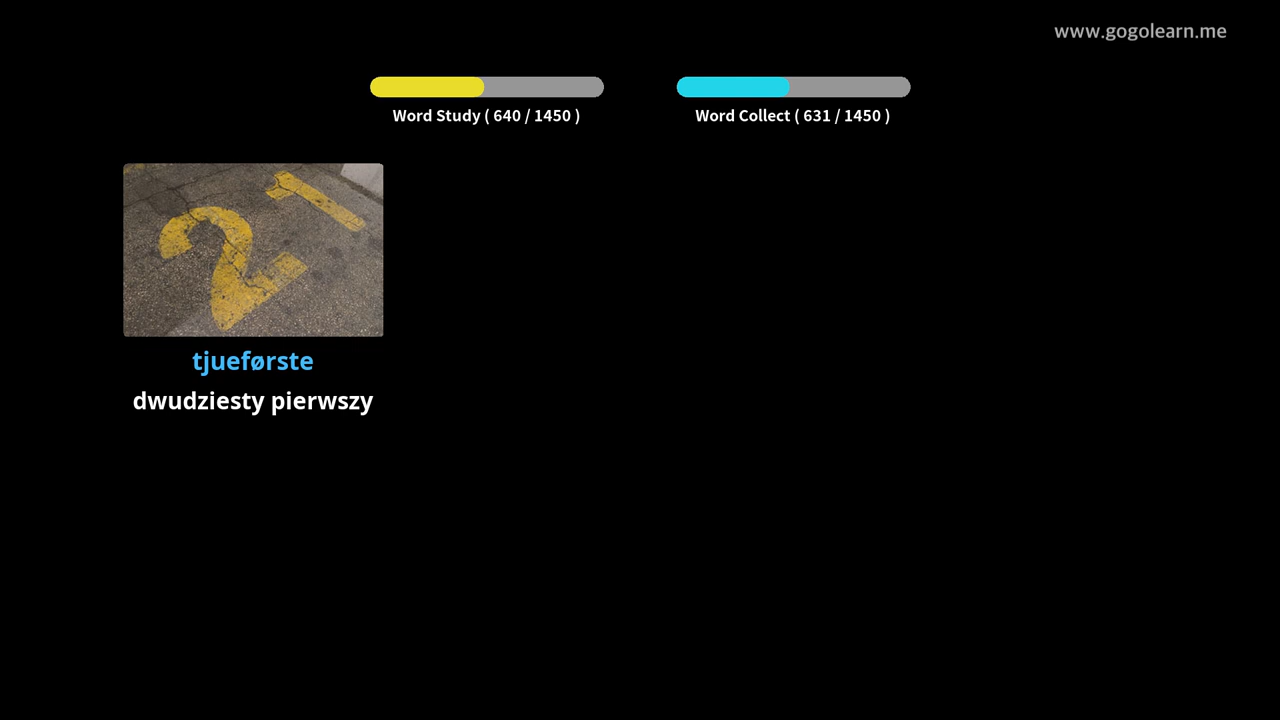 www.gogolearn.me
Word Study ( 640 / 1450 )
Word Collect ( 631 / 1450 )
21
tjueførste
dwudziesty pierwszy